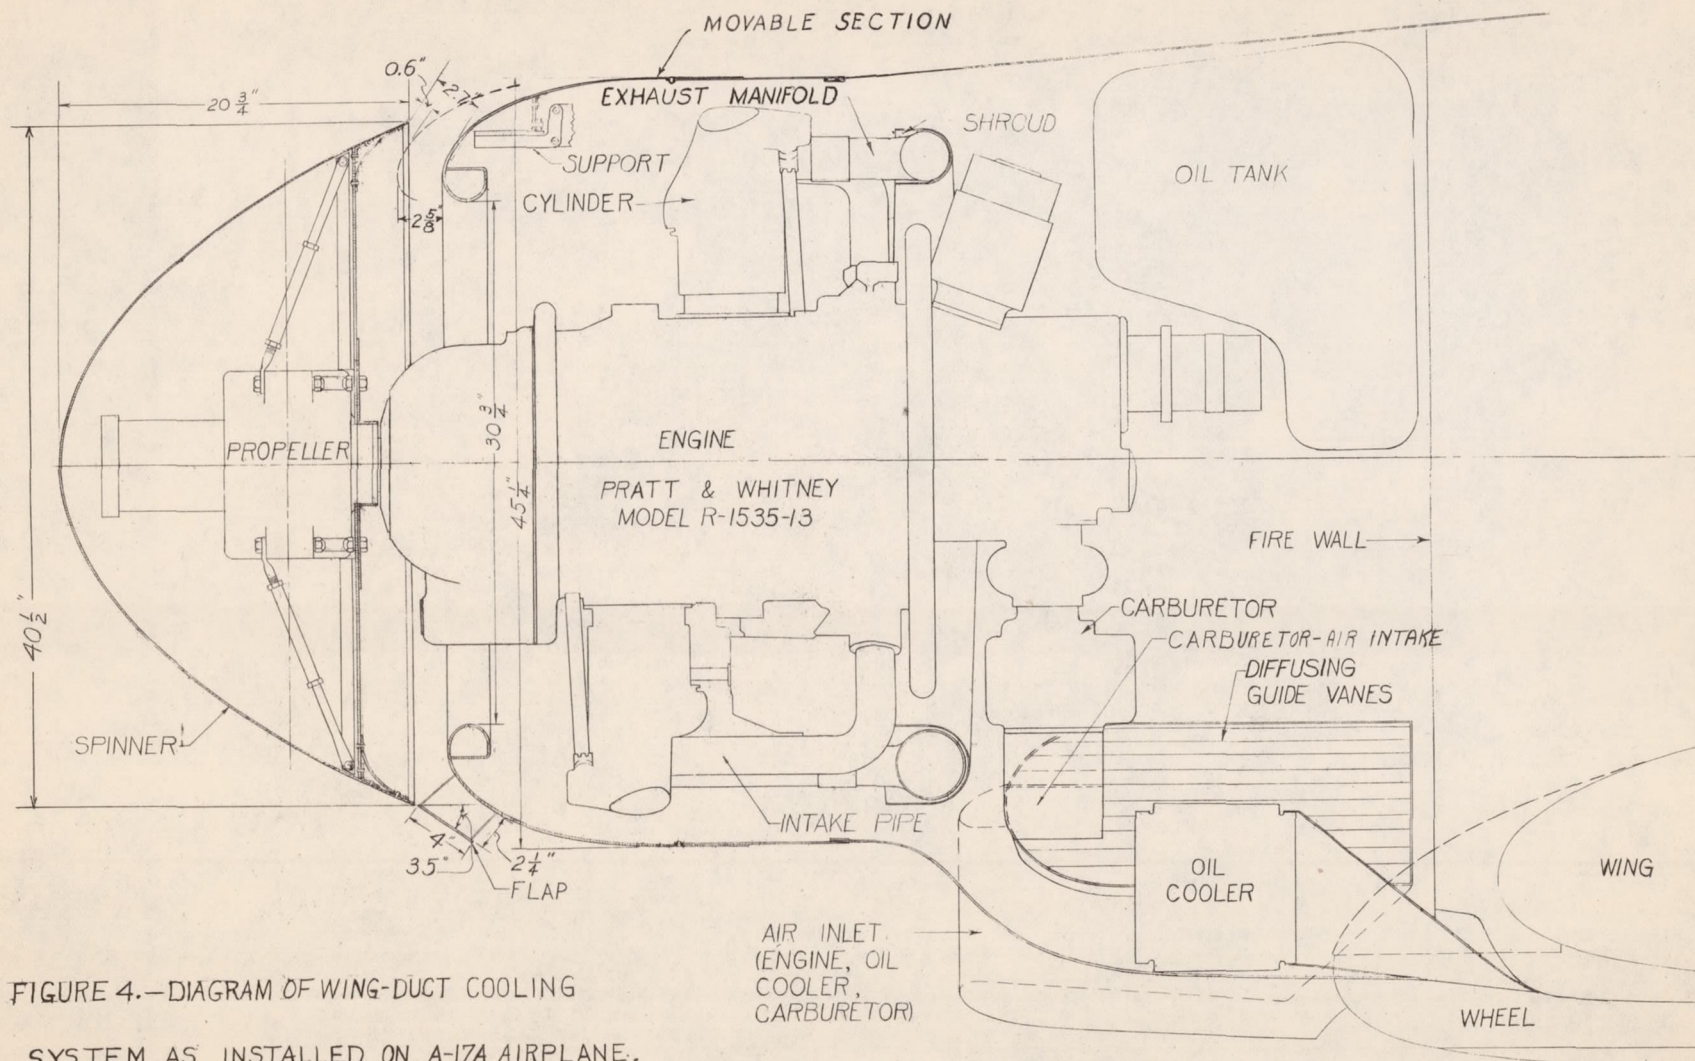 MOVABLE SECTION
0.6"
20 3/4"
EXHAUST MANIFOLD
SHROUD
SUPPORT
OIL TANK
CYLINDER
2 5/8"
PROPELLER
30 3/4"
ENGINE
45 1/4"
PRATT & WHITNEY
MODEL R-1535-13
FIRE WALL
40 1/2"
CARBURETOR
CARBURETOR-AIR INTAKE
DIFFUSING
GUIDE VANES
SPINNER
INTAKE PIPE
4"
35°
2 1/4"
FLAP
OIL
COOLER
WING
AIR INLET
(ENGINE, OIL
COOLER,
CARBURETOR)
WHEEL
FIGURE 4.—DIAGRAM OF WING-DUCT COOLING
SYSTEM AS INSTALLED ON A-17A AIRPLANE.